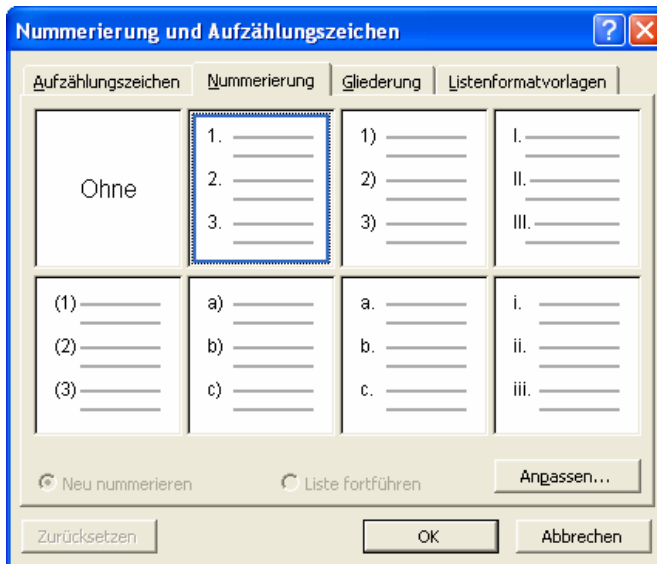 Nummerierung und Aufzählungszeichen
Aufzählungszeichen Nummerierung Gliederung Listenformatvorlagen
Ohne
1.
2.
3.
1)
2)
3)
I.
II.
III.
(1)
(2)
(3)
a)
b)
c)
a.
b.
c.
i.
ii.
iii.
Neu nummerieren Liste fortführen Anpassen...
Zurücksetzen OK Abbrechen